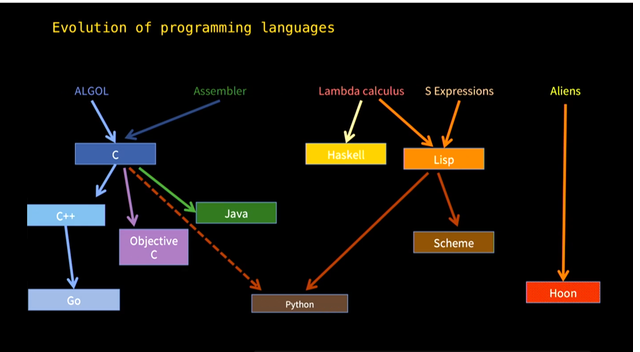 Evolution of programming languages
ALGOL
Assembler
Lambda calculus
S Expressions
Aliens
C
Haskell
Lisp
C++
Java
Objective
C
Scheme
Go
Python
Hoon